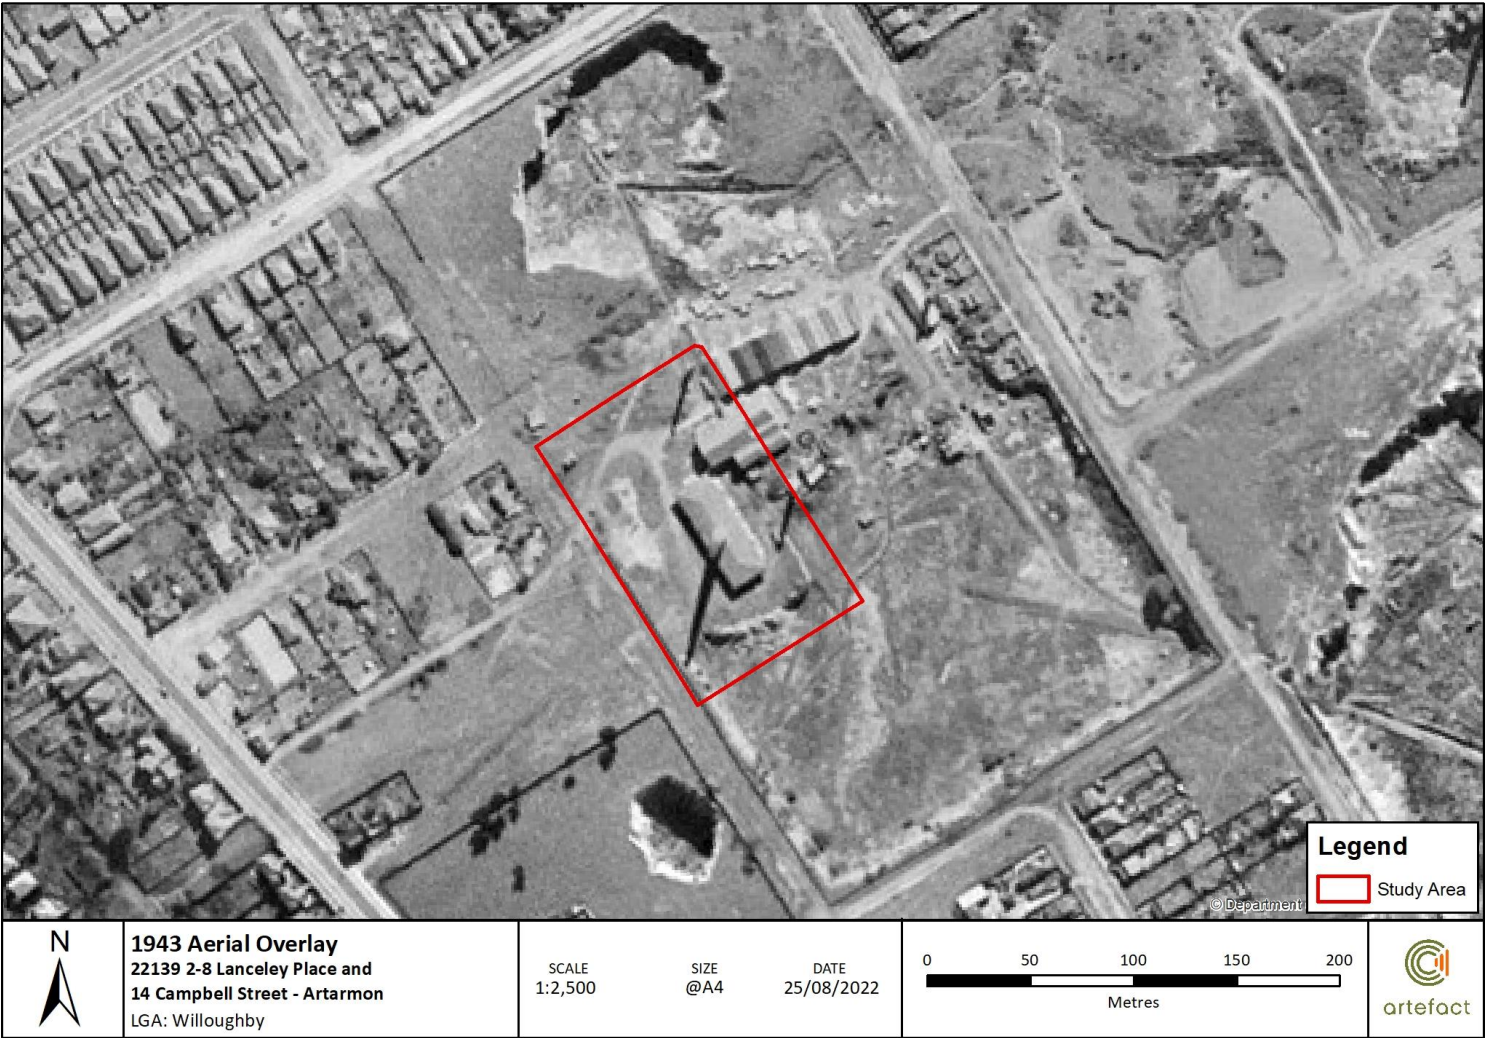 Legend
Study Area
© Department
N
1943 Aerial Overlay
22139 2-8 Lanceley Place and
14 Campbell Street - Artarmon
LGA: Willoughby
SCALE
1:2,500
SIZE
@A4
DATE
25/08/2022
0 50 100 150 200
Metres
artefact